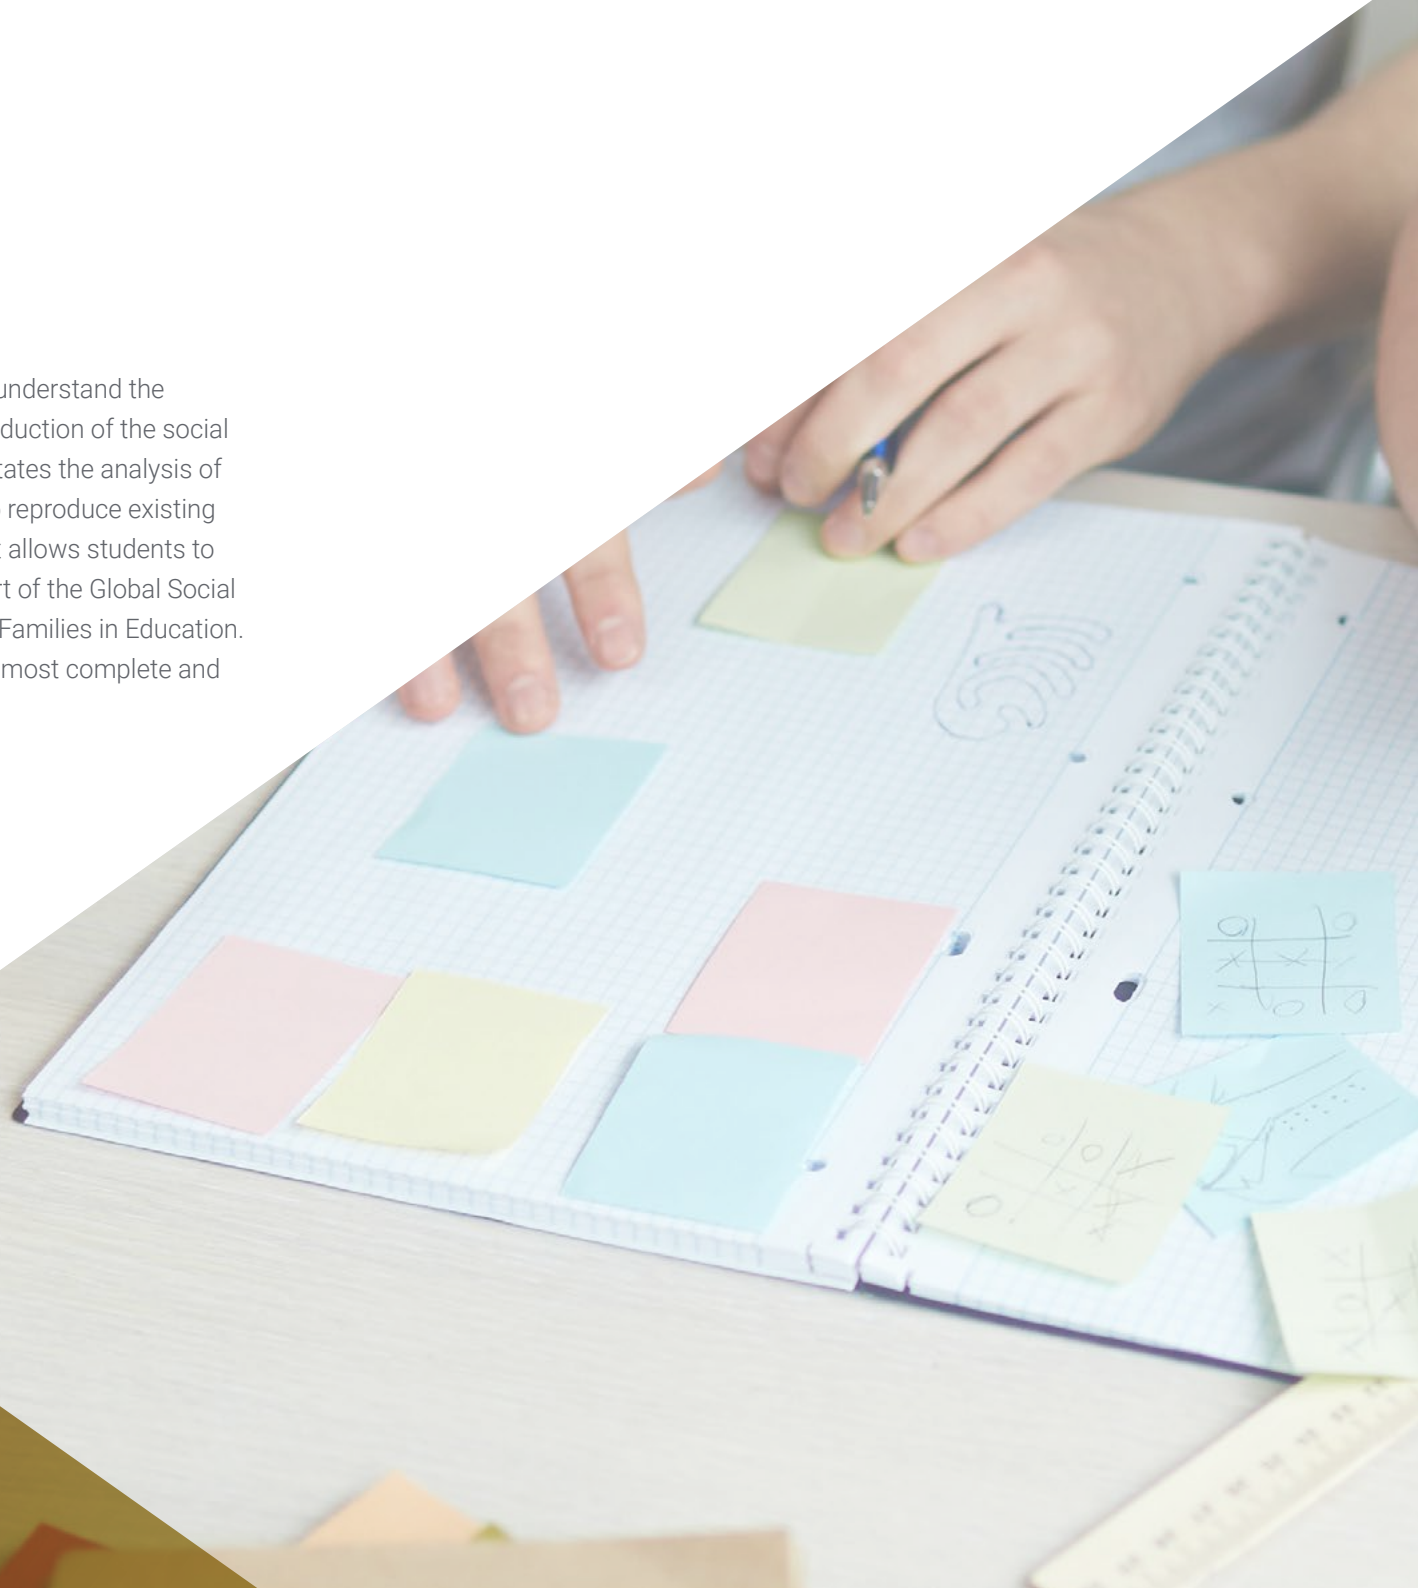 understand the
duction of the social
tates the analysis of
reproduce existing
allows students to
rt of the Global Social
Families in Education.
most complete and